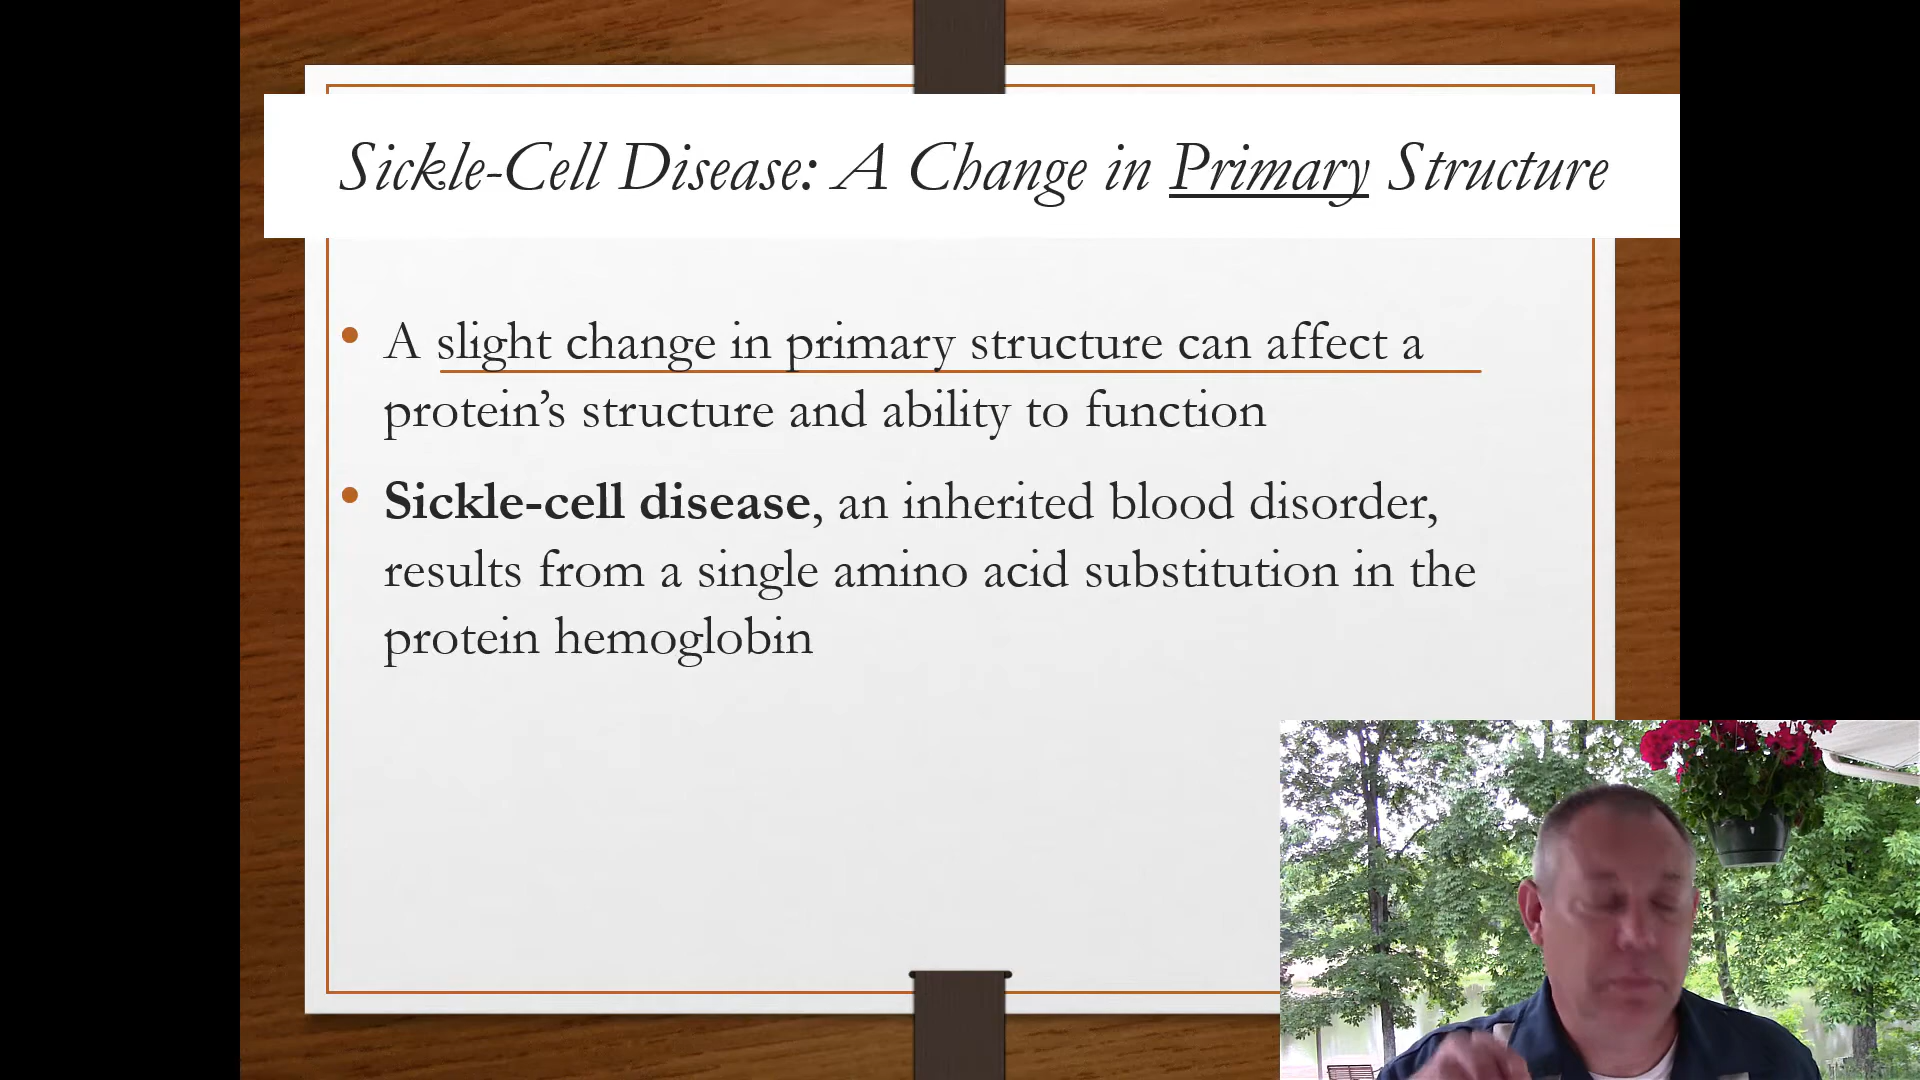 Sickle-Cell Disease: A Change in Primary Structure
• A slight change in primary structure can affect a
protein’s structure and ability to function
• Sickle-cell disease, an inherited blood disorder,
results from a single amino acid substitution in the
protein hemoglobin